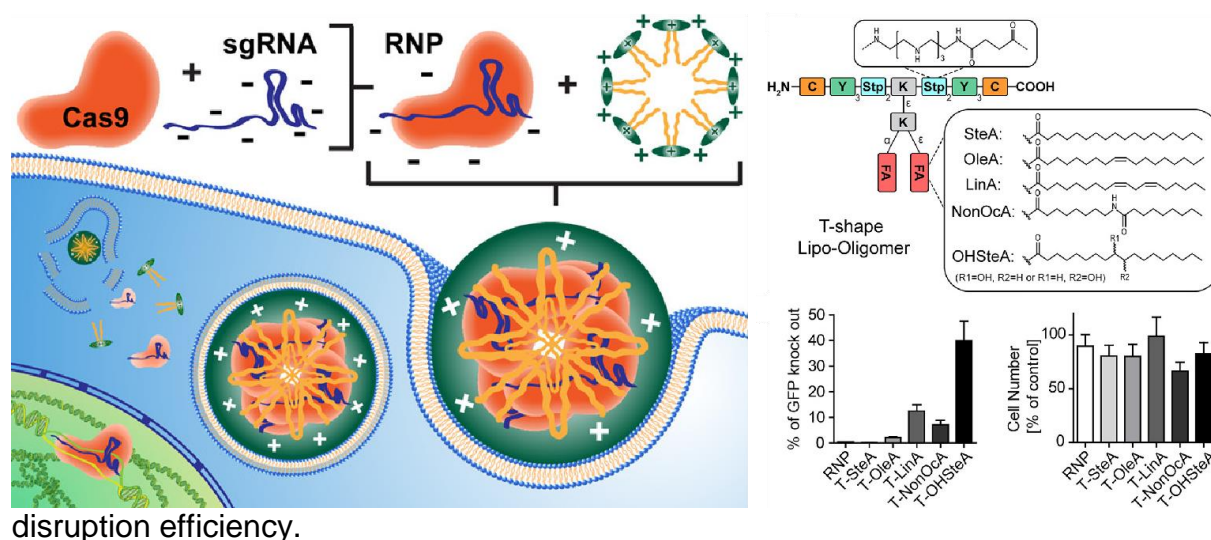 sgRNA
RNP
Cas9
+
+
disruption efficiency.
H₂N
C
Y
3
Stp
2
K
Stp
2
Y
3
C
COOH
ε
K
α
ε
FA
FA
T-shape
Lipo-Oligomer
H
N
N
H
3
N
H
O
O
SteA:
OleA:
LinA:
NonOcA:
OHSteA:
O
O
O
O
H
N
O
O
R1
R2
(R1=OH, R2=H or R1=H, R2=OH)
% of GFP knock out
50
40
30
20
10
0
RNP
T-SteA
T-OleA
T-LinA
T-NonOcA
T-OHSteA
Cell Number
[% of control]
100
50
0
RNP
T-SteA
T-OleA
T-LinA
T-NonOcA
T-OHSteA